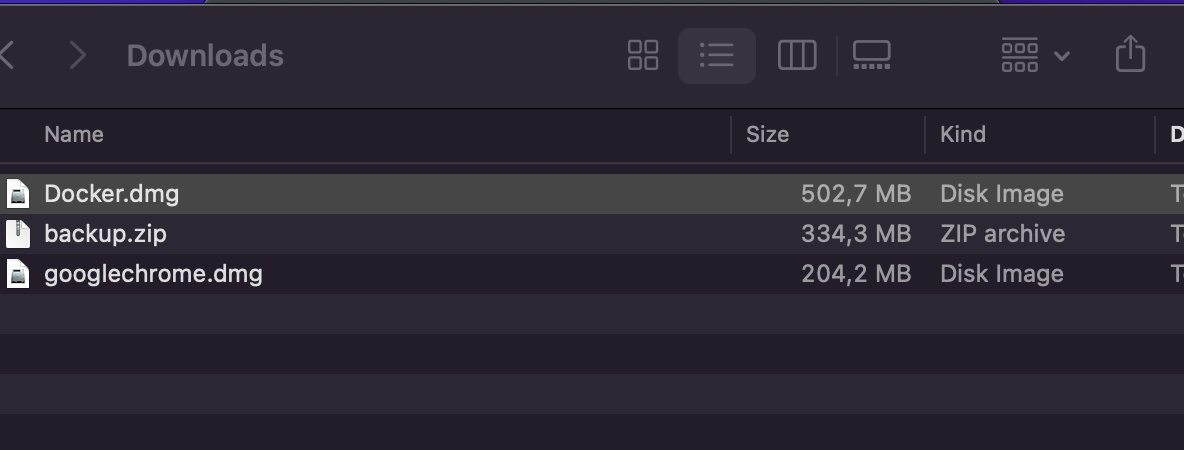 Downloads
Name Size Kind
Docker.dmg 502,7 MB Disk Image
backup.zip 334,3 MB ZIP archive
googlechrome.dmg 204,2 MB Disk Image